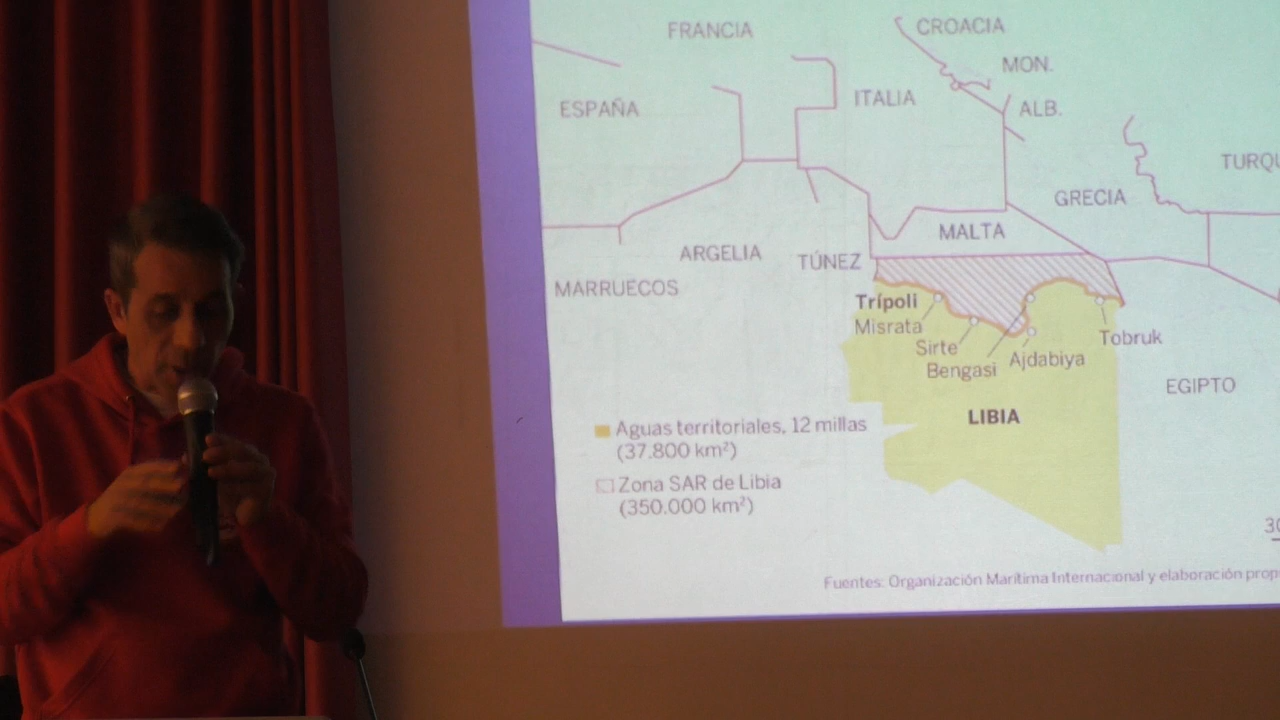 FRANCIA
CROACIA
MON.
ESPAÑA
ITALIA
ALB.
GRECIA
MALTA
ARGELIA
TÚNEZ
MARRUECOS
Trípoli
Misrata
Sirte
Bengasi
Ajdabiya
Tobruk
EGIPTO
LIBIA
Aguas territoriales, 12 millas
(37.800 km²)
Zona SAR de Libia
(350.000 km²)
Fuentes: Organización Marítima Internacional y elaboración